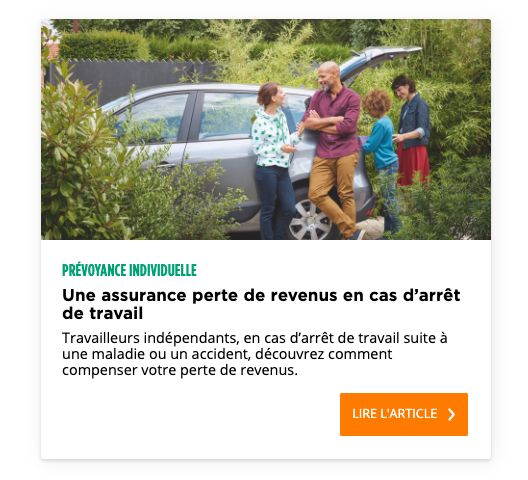 PRÉVOYANCE INDIVIDUELLE
Une assurance perte de revenus en cas d’arrêt
de travail
Travailleurs indépendants, en cas d’arrêt de travail suite à
une maladie ou un accident, découvrez comment
compenser votre perte de revenus.
LIRE L'ARTICLE